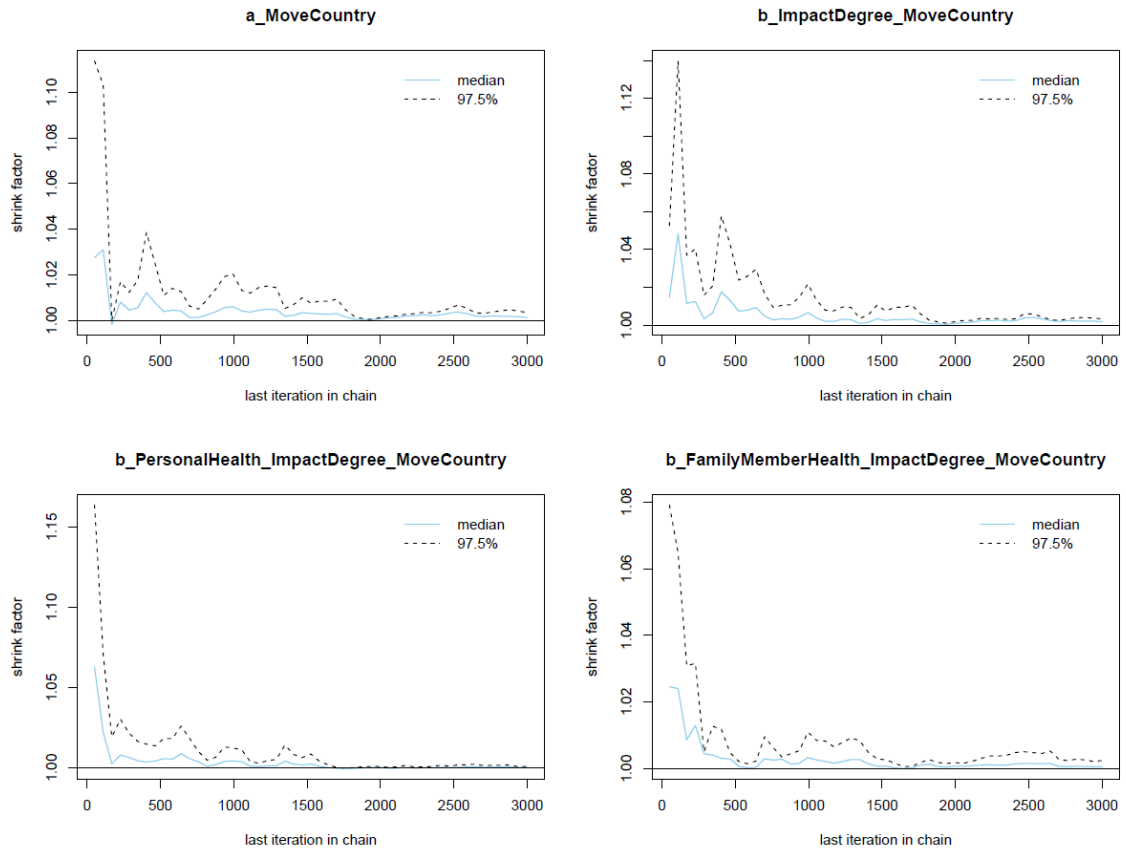 a_MoveCountry
median
97.5%
shrink factor
1.00 1.02 1.04 1.06 1.08 1.10
0 500 1000 1500 2000 2500 3000
last iteration in chain
b_ImpactDegree_MoveCountry
median
97.5%
shrink factor
1.00 1.04 1.08 1.12
0 500 1000 1500 2000 2500 3000
last iteration in chain
b_PersonalHealth_ImpactDegree_MoveCountry
median
97.5%
shrink factor
1.00 1.05 1.10 1.15
0 500 1000 1500 2000 2500 3000
last iteration in chain
b_FamilyMemberHealth_ImpactDegree_MoveCountry
median
97.5%
shrink factor
1.00 1.02 1.04 1.06 1.08
0 500 1000 1500 2000 2500 3000
last iteration in chain